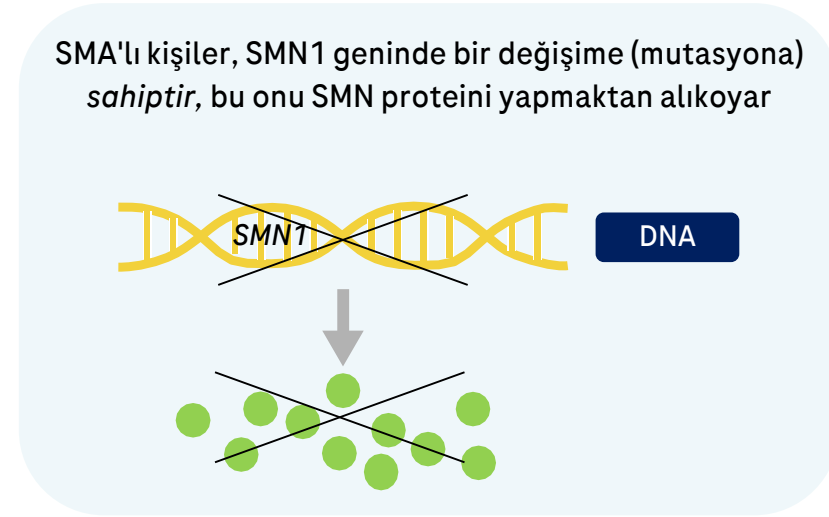 SMA'lı kişiler, SMN1 geninde bir değişime (mutasyona)
sahiptir, bu onu SMN proteini yapmaktan alıkoyar
SMN1
DNA